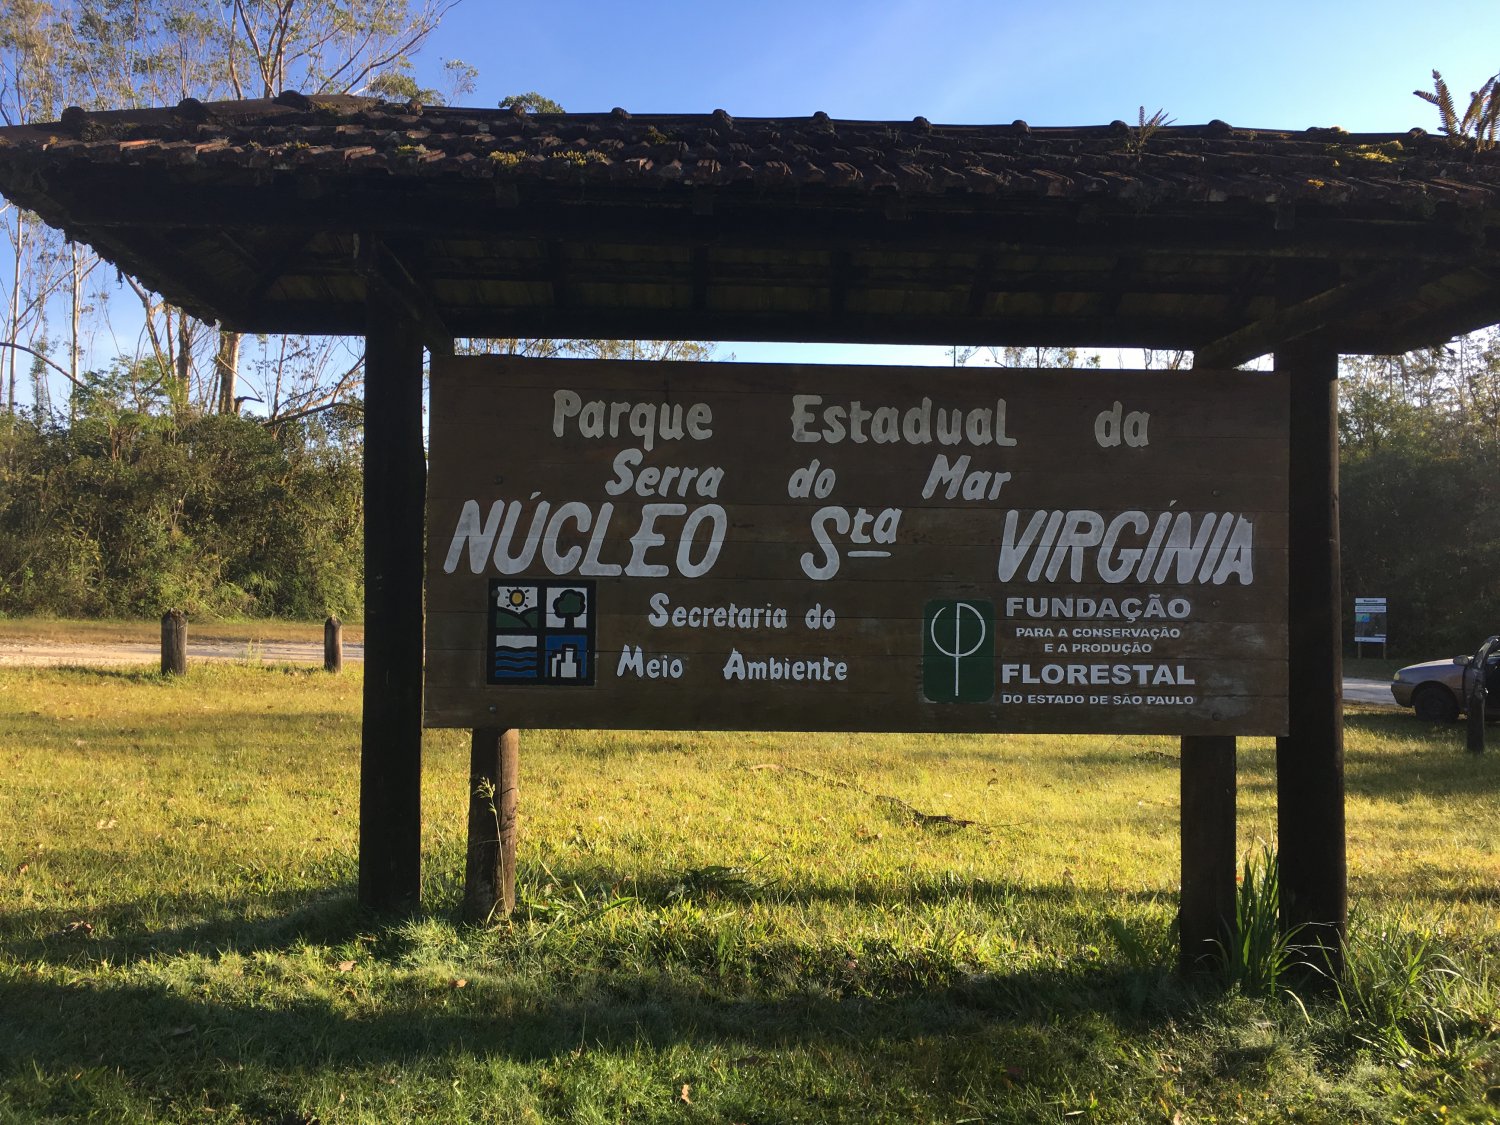 Parque Estadual da
Serra do Mar
NÚCLEO Sta VIRGÍNIA
Secretaria do
Meio Ambiente
FUNDAÇÃO
PARA A CONSERVAÇÃO
E A PRODUÇÃO
FLORESTAL
DO ESTADO DE SÃO PAULO